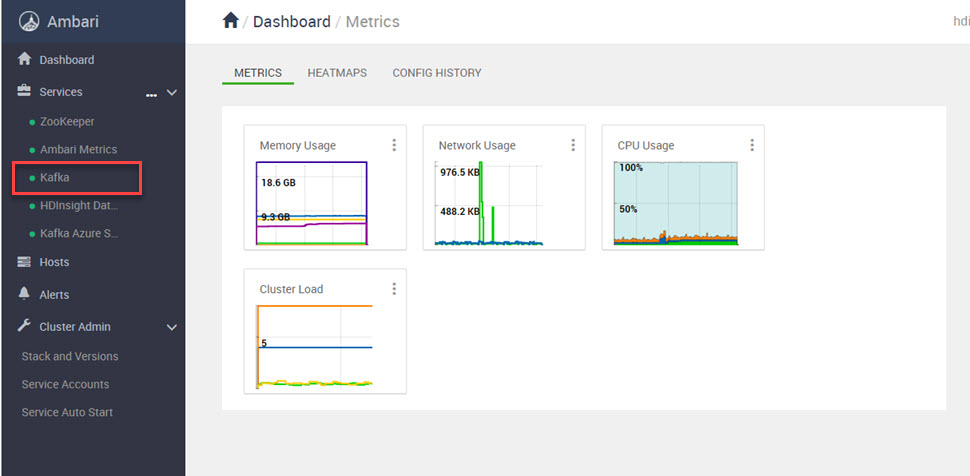 Ambari
Dashboard / Metrics
hdi
Dashboard
Services ...
ZooKeeper
Ambari Metrics
Kafka
HDInsight Dat...
Kafka Azure S...
Hosts
Alerts
Cluster Admin
Stack and Versions
Service Accounts
Service Auto Start
METRICS HEATMAPS CONFIG HISTORY
Memory Usage
18.6 GB
9.3 GB
Network Usage
976.5 KB
488.2 KB
CPU Usage
100%
50%
Cluster Load
5